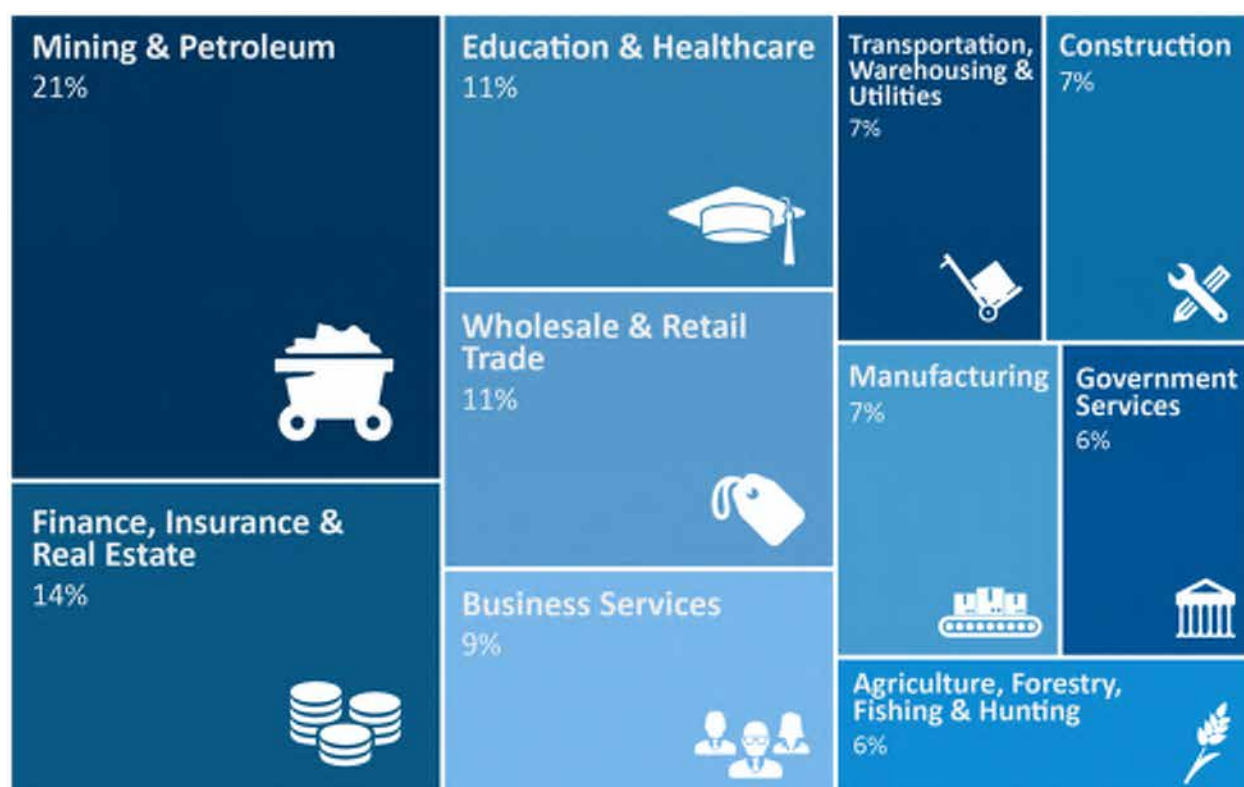 Mining & Petroleum
21%
Finance, Insurance &
Real Estate
14%
Education & Healthcare
11%
Wholesale & Retail
Trade
11%
Business Services
9%
Transportation,
Warehousing &
Utilities
7%
Construction
7%
Manufacturing
7%
Government
Services
6%
Agriculture, Forestry,
Fishing & Hunting
6%